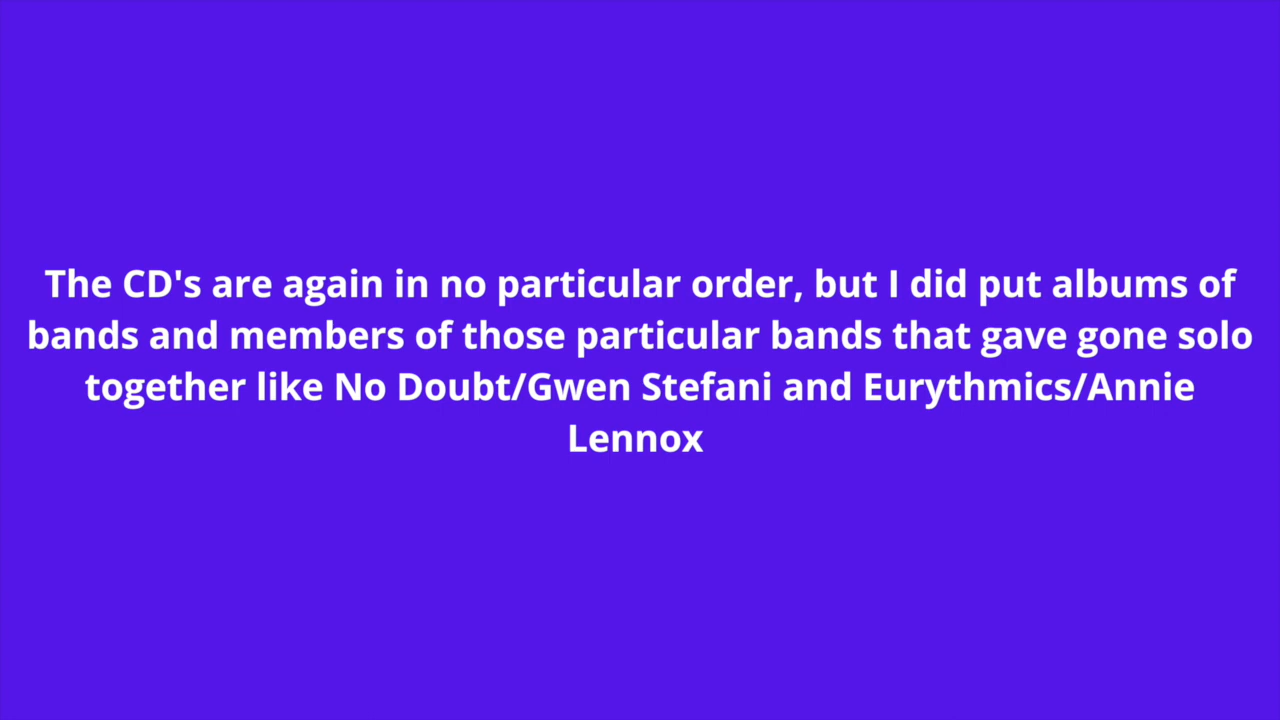 The CD's are again in no particular order, but I did put albums of
bands and members of those particular bands that gave gone solo
together like No Doubt/Gwen Stefani and Eurythmics/Annie
Lennox